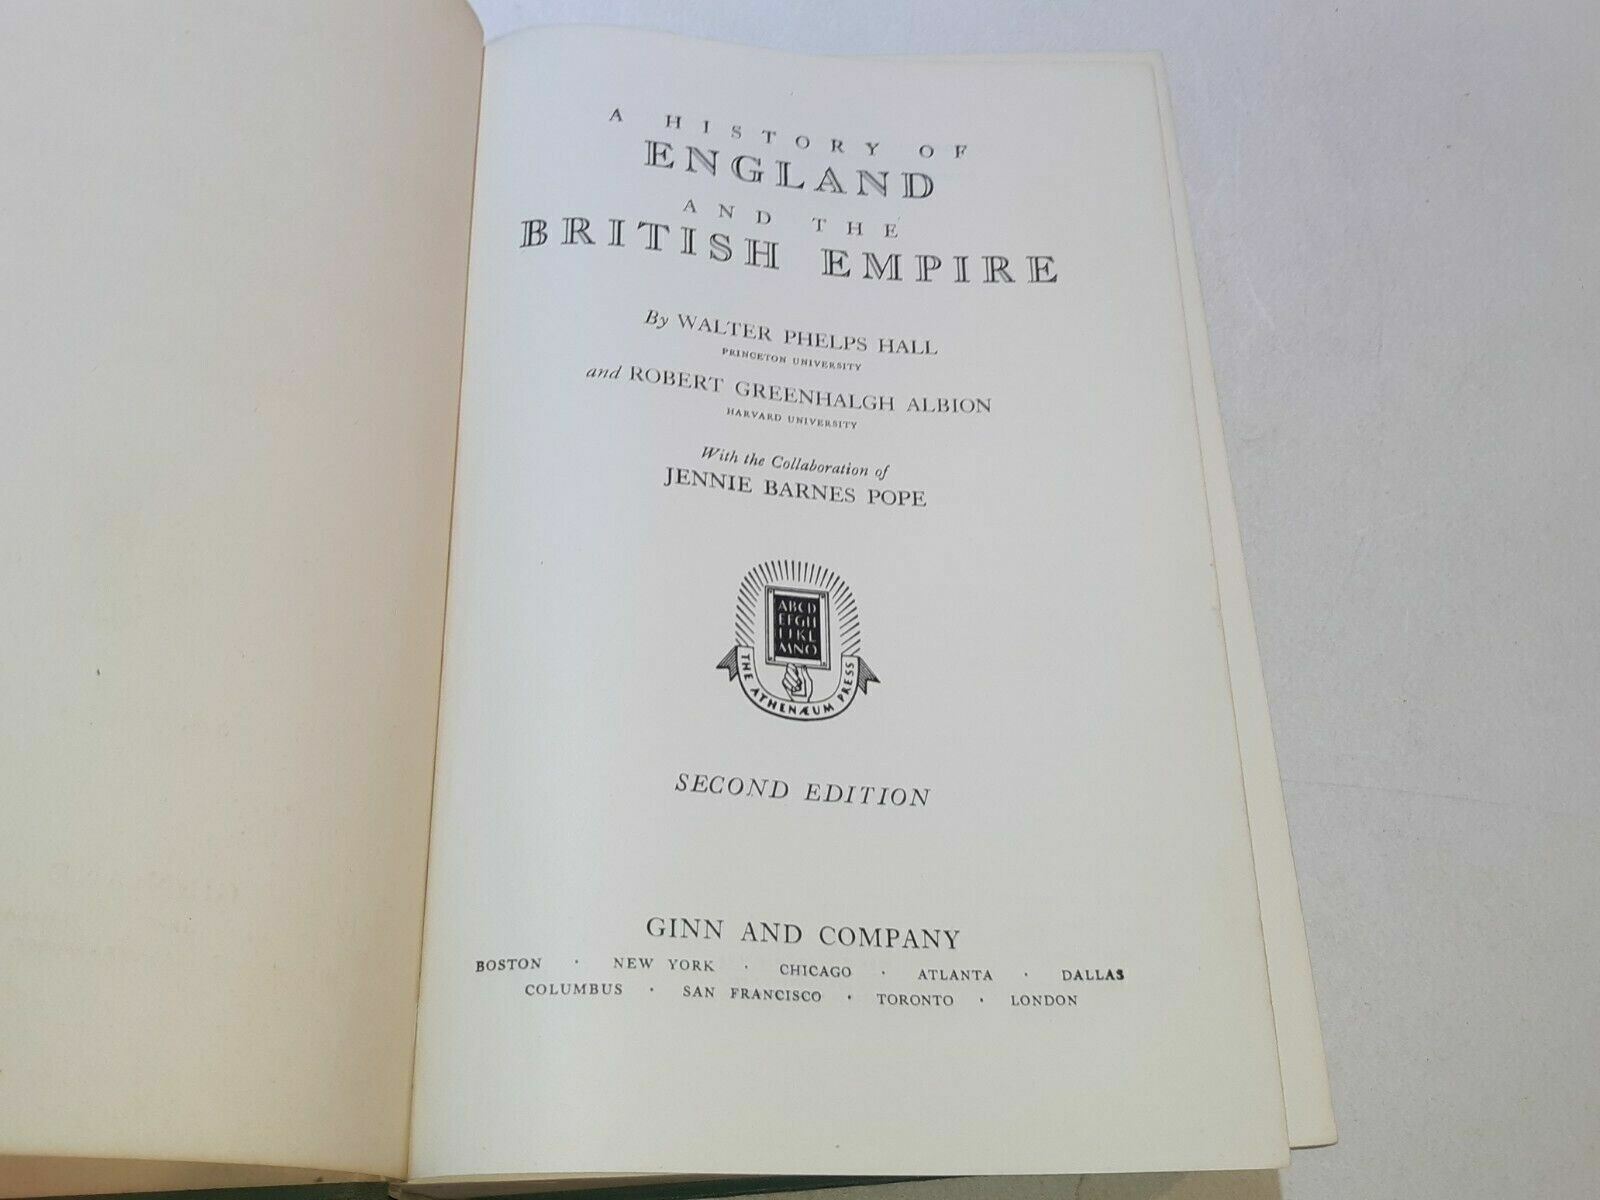 A HISTORY OF
ENGLAND
AND THE
BRITISH EMPIRE
By WALTER PHELPS HALL
PRINCETON UNIVERSITY
and ROBERT GREENHALGH ALBION
HARVARD UNIVERSITY
With the Collaboration of
JENNIE BARNES POPE
ABCD
EFGH
IJKL
MNO
THE ATHENÆUM PRESS
SECOND EDITION
GINN AND COMPANY
BOSTON · NEW YORK · CHICAGO · ATLANTA · DALLAS
COLUMBUS · SAN FRANCISCO · TORONTO · LONDON